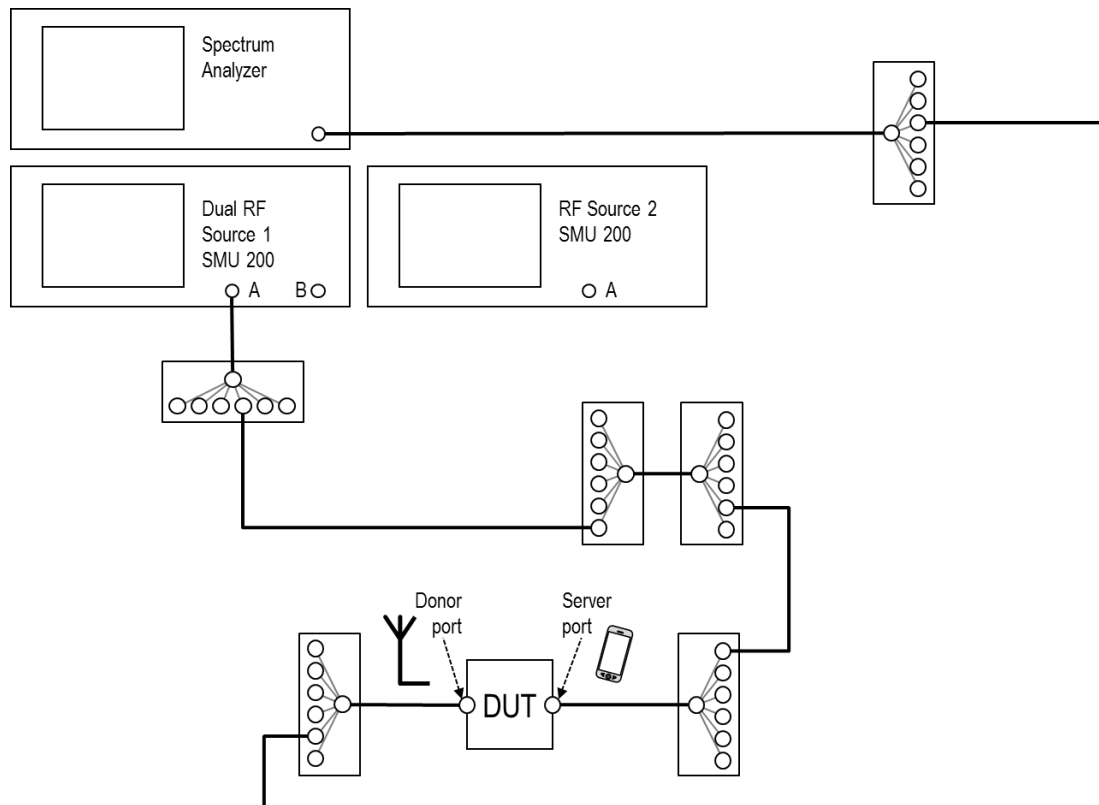 Spectrum
Analyzer
Dual RF
Source 1
SMU 200
A
B
RF Source 2
SMU 200
A
Donor
port
Server
port
DUT